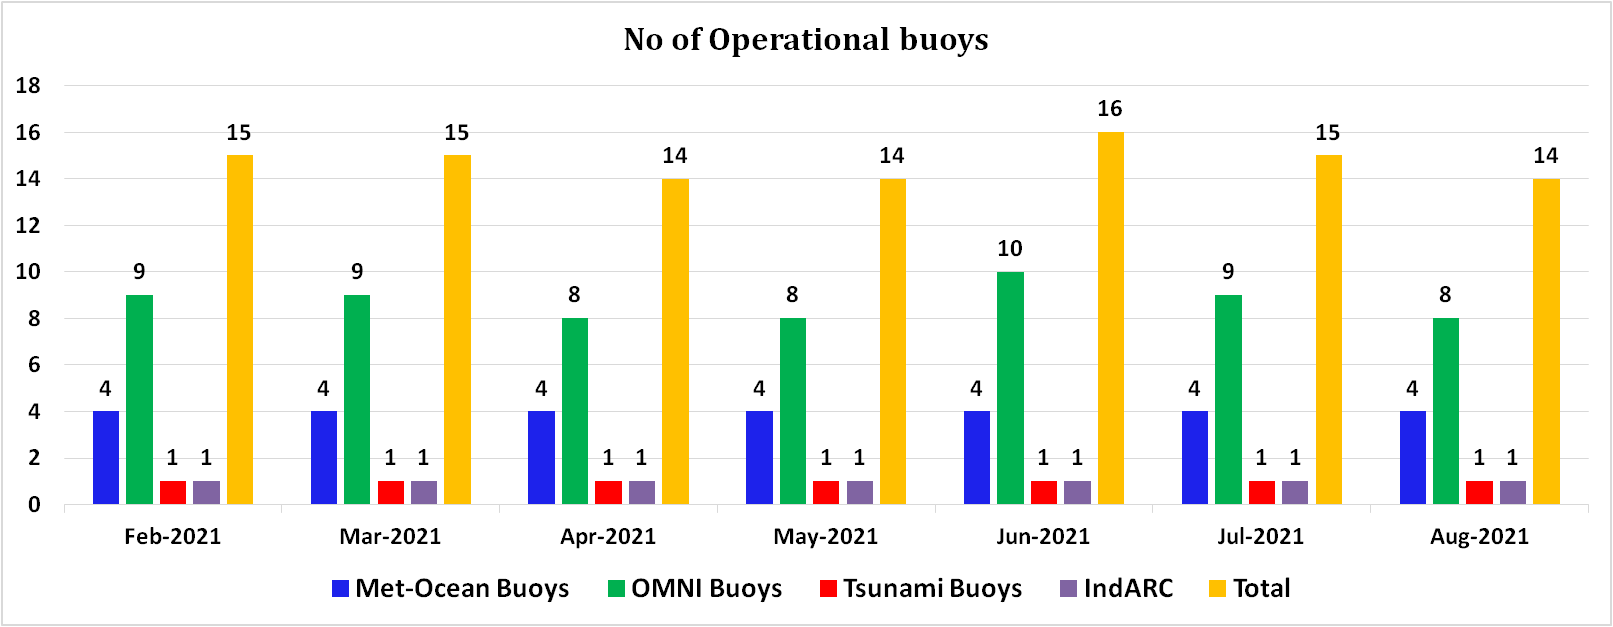 No of Operational buoys
18
16
14
12
10
8
6
4
2
0
4 9 1 1 15
4 9 1 1 15
4 8 1 1 14
4 8 1 1 14
4 10 1 1 16
4 9 1 1 15
4 8 1 1 14
Feb-2021 Mar-2021 Apr-2021 May-2021 Jun-2021 Jul-2021 Aug-2021
Met-Ocean Buoys OMNI Buoys Tsunami Buoys IndARC Total